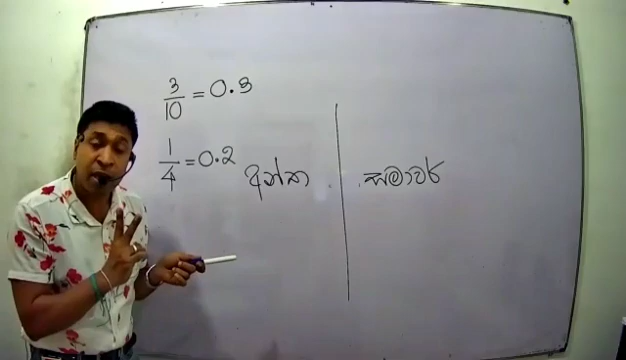 3/10 = 0.3
1/4 = 0.2
අන්ත
සමාවර්